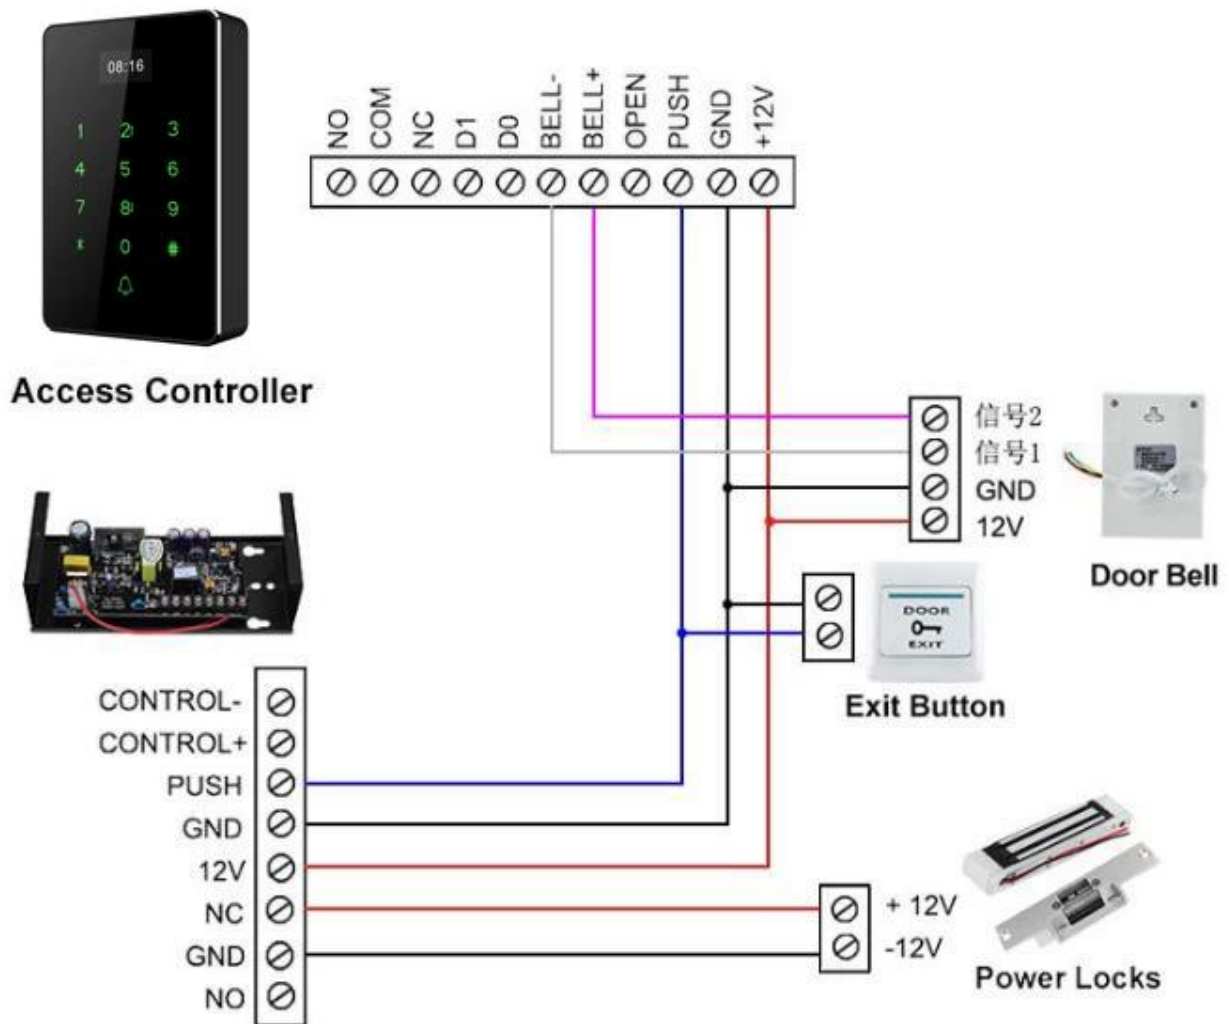 08:16
1 2 3
4 5 6
7 8 9
* 0 #
Access Controller
NO
COM
NC
D1
D0
BELL-
BELL+
OPEN
PUSH
GND
+12V
信号2
信号1
GND
12V
Door Bell
DOOR
EXIT
Exit Button
CONTROL-
CONTROL+
PUSH
GND
12V
NC
GND
NO
+ 12V
-12V
Power Locks